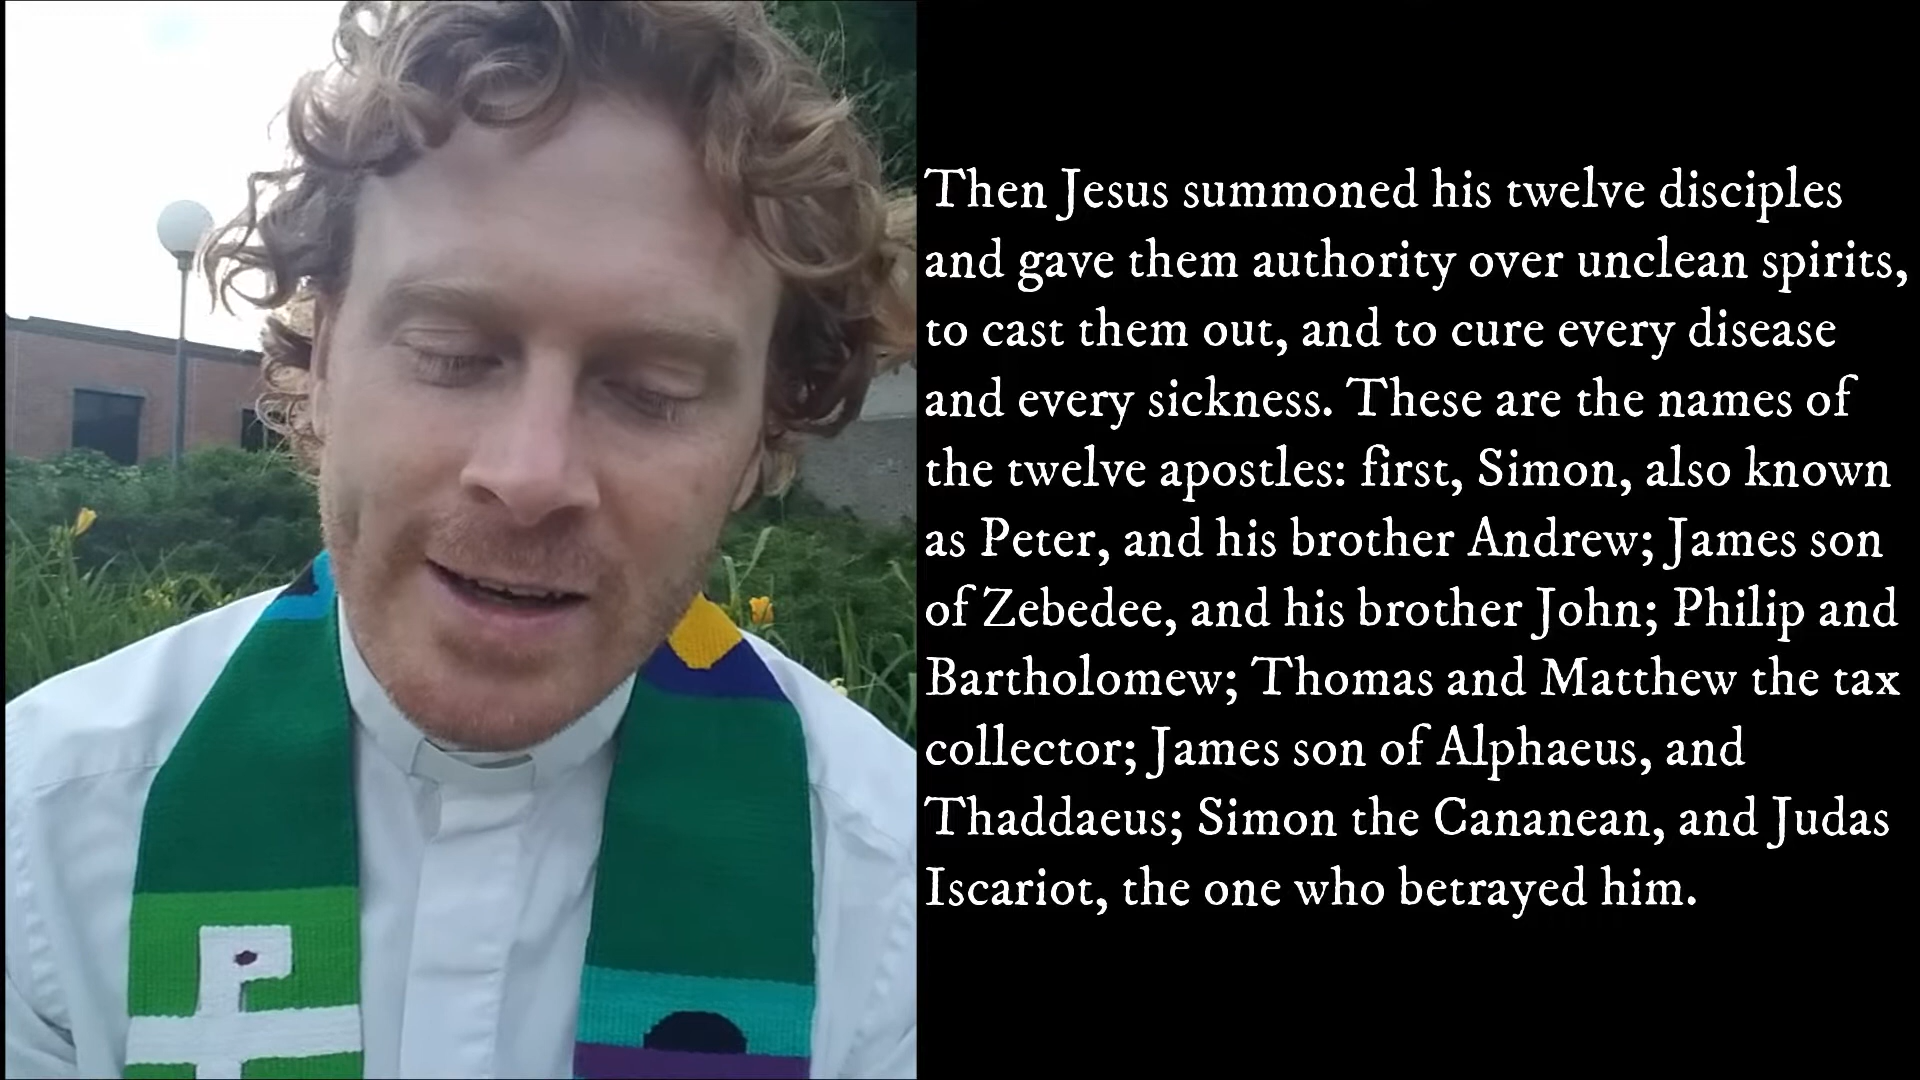 Then Jesus summoned his twelve disciples
and gave them authority over unclean spirits,
to cast them out, and to cure every disease
and every sickness. These are the names of
the twelve apostles: first, Simon, also known
as Peter, and his brother Andrew; James son
of Zebedee, and his brother John; Philip and
Bartholomew; Thomas and Matthew the tax
collector; James son of Alphaeus, and
Thaddaeus; Simon the Cananean, and Judas
Iscariot, the one who betrayed him.